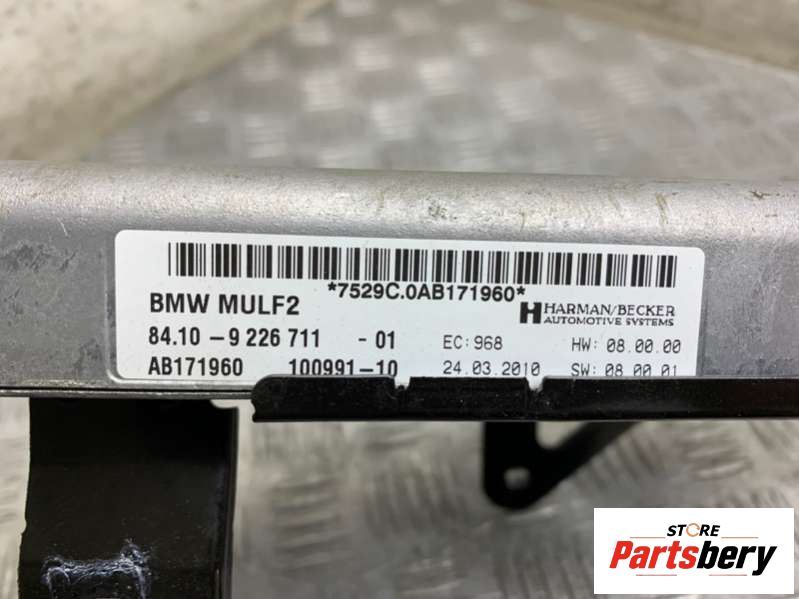 *7529C.0AB171960*
BMW MULF2
HARMAN/BECKER
AUTOMOTIVE SYSTEMS
84.10 - 9 226 711 - 01 EC: 968 HW: 08.00.00
AB171960 100991-10 24.03.2010 SW: 08.00.01
STORE
Partsbery